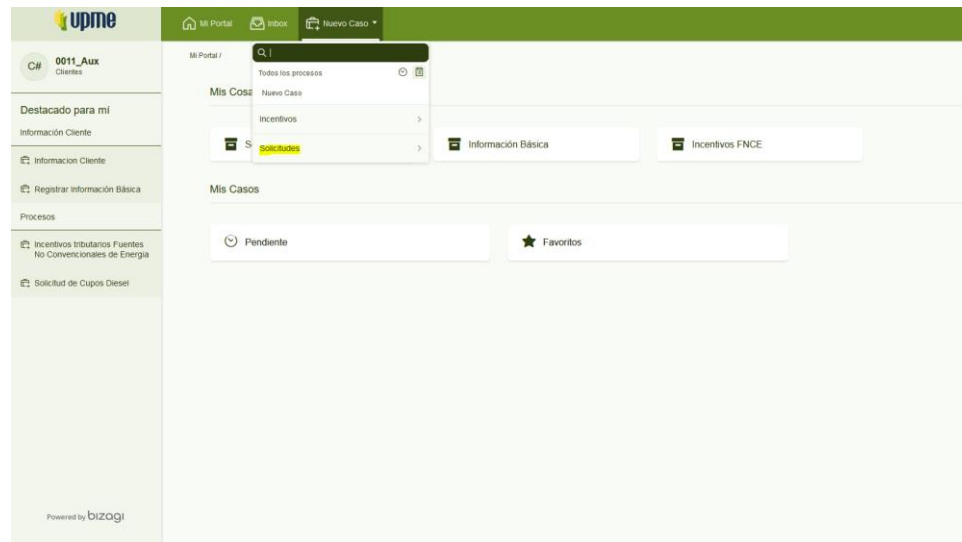 upme
Mi Portal
Inbox
Nuevo Caso
C#
0011_Aux
Clientes
Destacado para mí
Información Cliente
Informacion Cliente
Registrar Información Básica
Procesos
Incentivos tributarios Fuentes
No Convencionales de Energia
Solicitud de Cupos Diesel
Powered by bizagi
Mi Portal /
Todos los procesos
Nuevo Caso
Incentivos
Solicitudes
Mis Cosa
S
Información Básica
Incentivos FNCE
Mis Casos
Pendiente
Favoritos